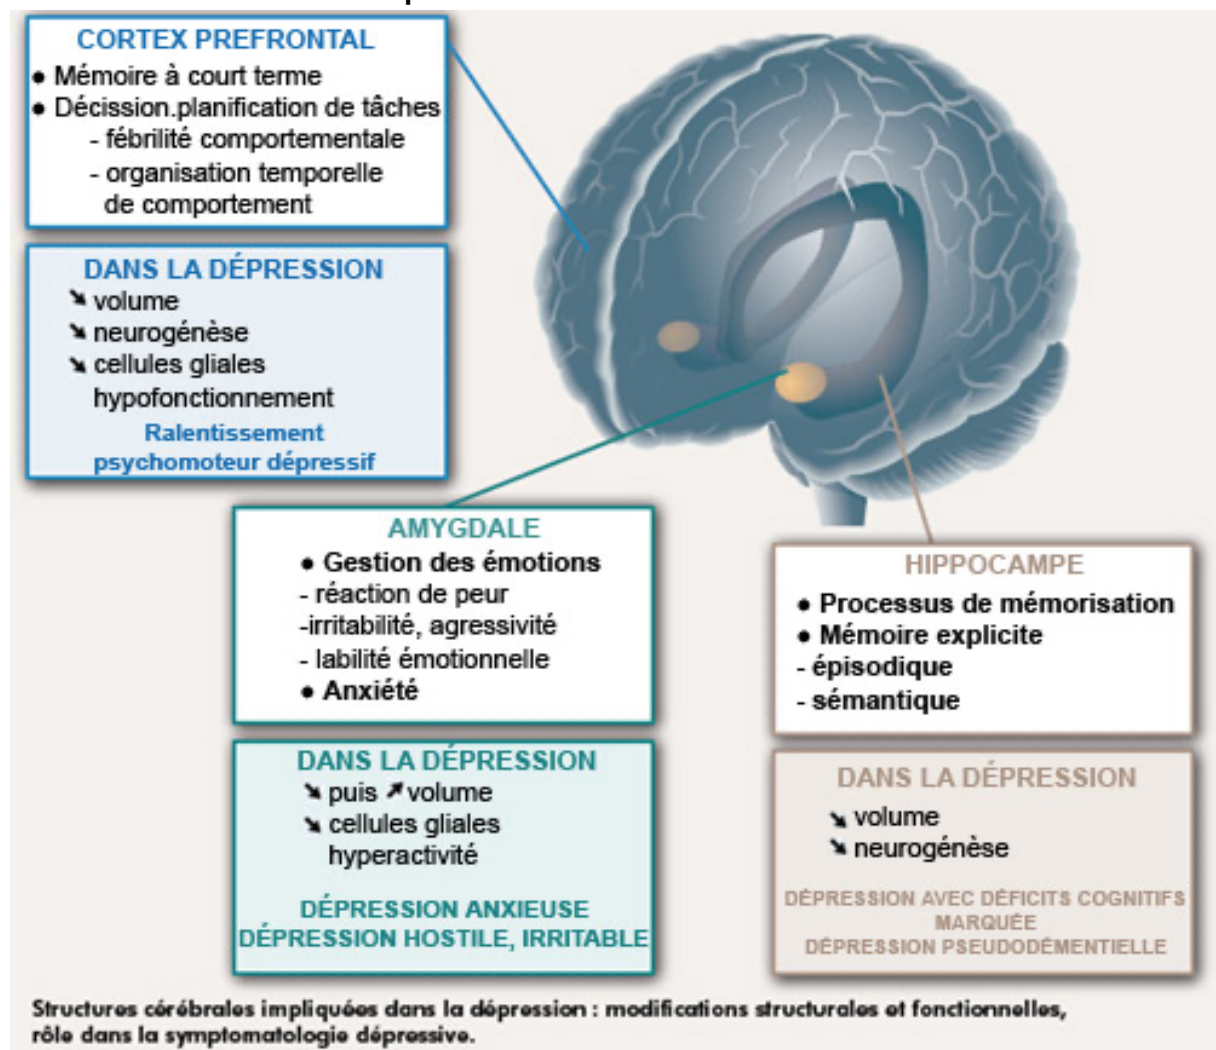 CORTEX PREFRONTAL
● Mémoire à court terme
● Décission.planification de tâches
- fébrilité comportementale
- organisation temporelle
de comportement
DANS LA DÉPRESSION
↘ volume
↘ neurogénèse
↘ cellules gliales
hypofonctionnement
Ralentissement
psychomoteur dépressif
AMYGDALE
● Gestion des émotions
- réaction de peur
-irritabilité, agressivité
- labilité émotionnelle
● Anxiété
DANS LA DÉPRESSION
↘ puis ↗ volume
↘ cellules gliales
hyperactivité
DÉPRESSION ANXIEUSE
DÉPRESSION HOSTILE, IRRITABLE
HIPPOCAMPE
● Processus de mémorisation
● Mémoire explicite
- épisodique
- sémantique
DANS LA DÉPRESSION
↘ volume
↘ neurogénèse
DÉPRESSION AVEC DÉFICITS COGNITIFS
MARQUÉE
DÉPRESSION PSEUDODÉMENTIELLE
Structures cérébrales impliquées dans la dépression : modifications structurales et fonctionnelles,
rôle dans la symptomatologie dépressive.